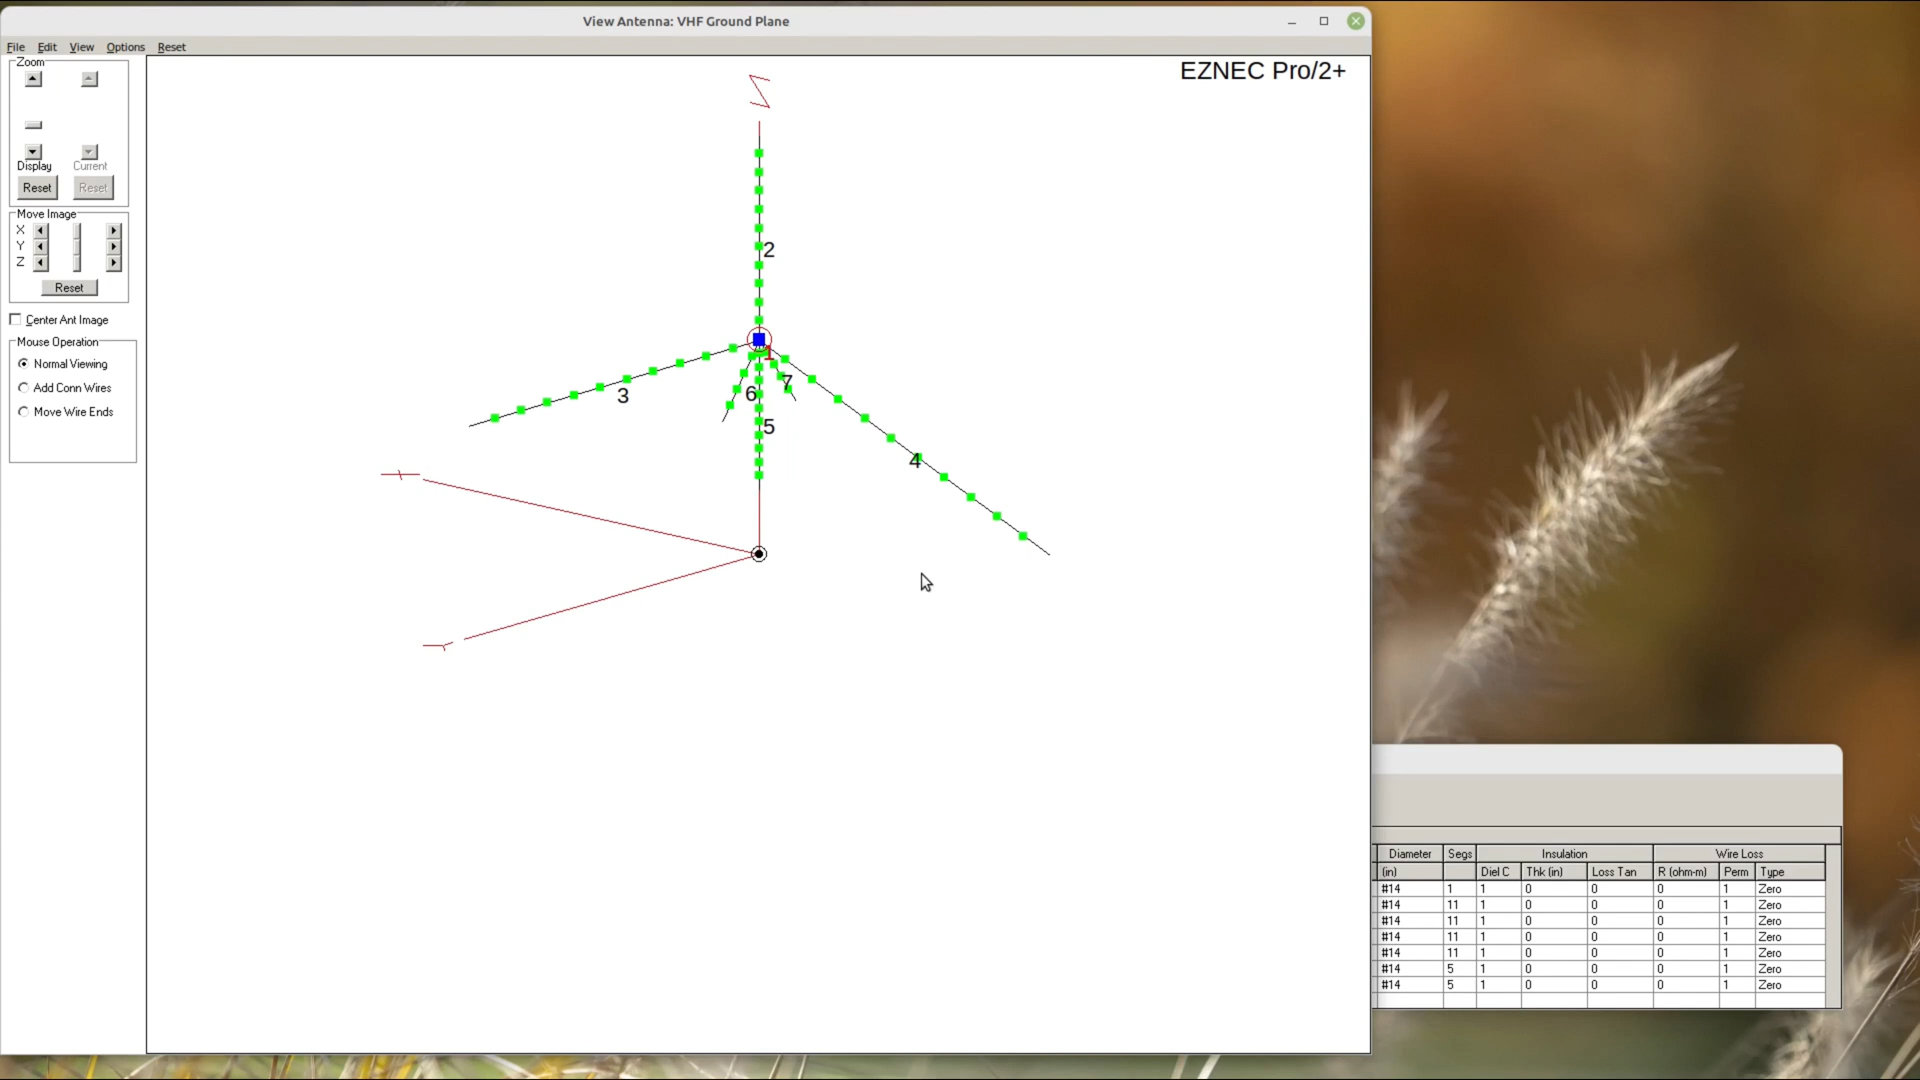 View Antenna: VHF Ground Plane
File Edit View Options Reset
Zoom
Display Current
Reset Reset
Move Image
X
Y
Z
Reset
Center Ant Image
Mouse Operation
Normal Viewing
Add Conn Wires
Move Wire Ends
EZNEC Pro/2+
Z
2
1
3
6
7
5
4
X
Y
Diameter Segs Insulation Wire Loss
(in) Diel C Thk (in) Loss Tan R (ohm-m) Perm Type
#14 1 1 0 0 0 1 Zero
#14 11 1 0 0 0 1 Zero
#14 11 1 0 0 0 1 Zero
#14 11 1 0 0 0 1 Zero
#14 11 1 0 0 0 1 Zero
#14 5 1 0 0 0 1 Zero
#14 5 1 0 0 0 1 Zero